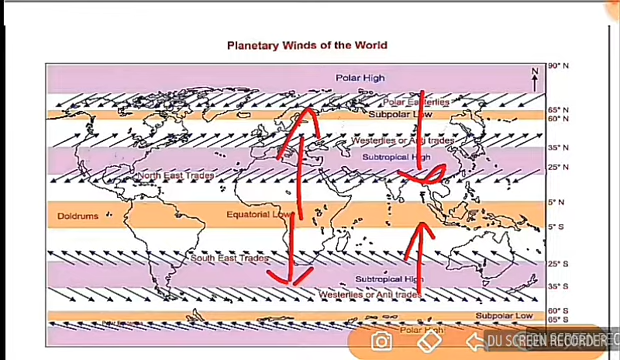 Planetary Winds of the World
90° N
Polar High
N
Polar Easterlies
65° N
Subpolar Low
60° N
Westerlies or Anti trades
35° N
Subtropical High
25° N
North East Trades
5° N
Doldrums
Equatorial Low
5° S
South East Trades
25° S
Subtropical High
35° S
Westerlies or Anti trades
60° S
Subpolar Low
65° S
Polar High
DU SCREEN RECORDER